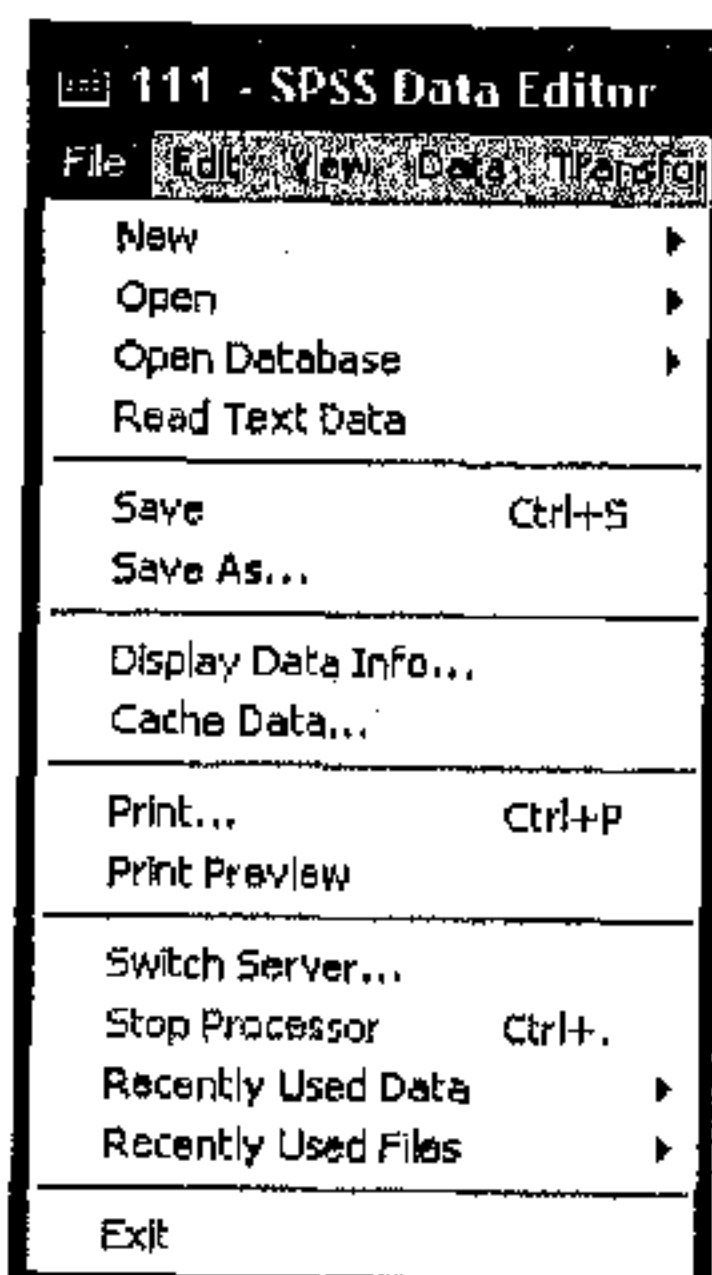 111 - SPSS Data Editor
File Edit View Data Transfor
New
Open
Open Database
Read Text Data
Save Ctrl+S
Save As...
Display Data Info...
Cache Data...
Print... Ctrl+P
Print Preview
Switch Server...
Stop Processor Ctrl+.
Recently Used Data
Recently Used Files
Exit